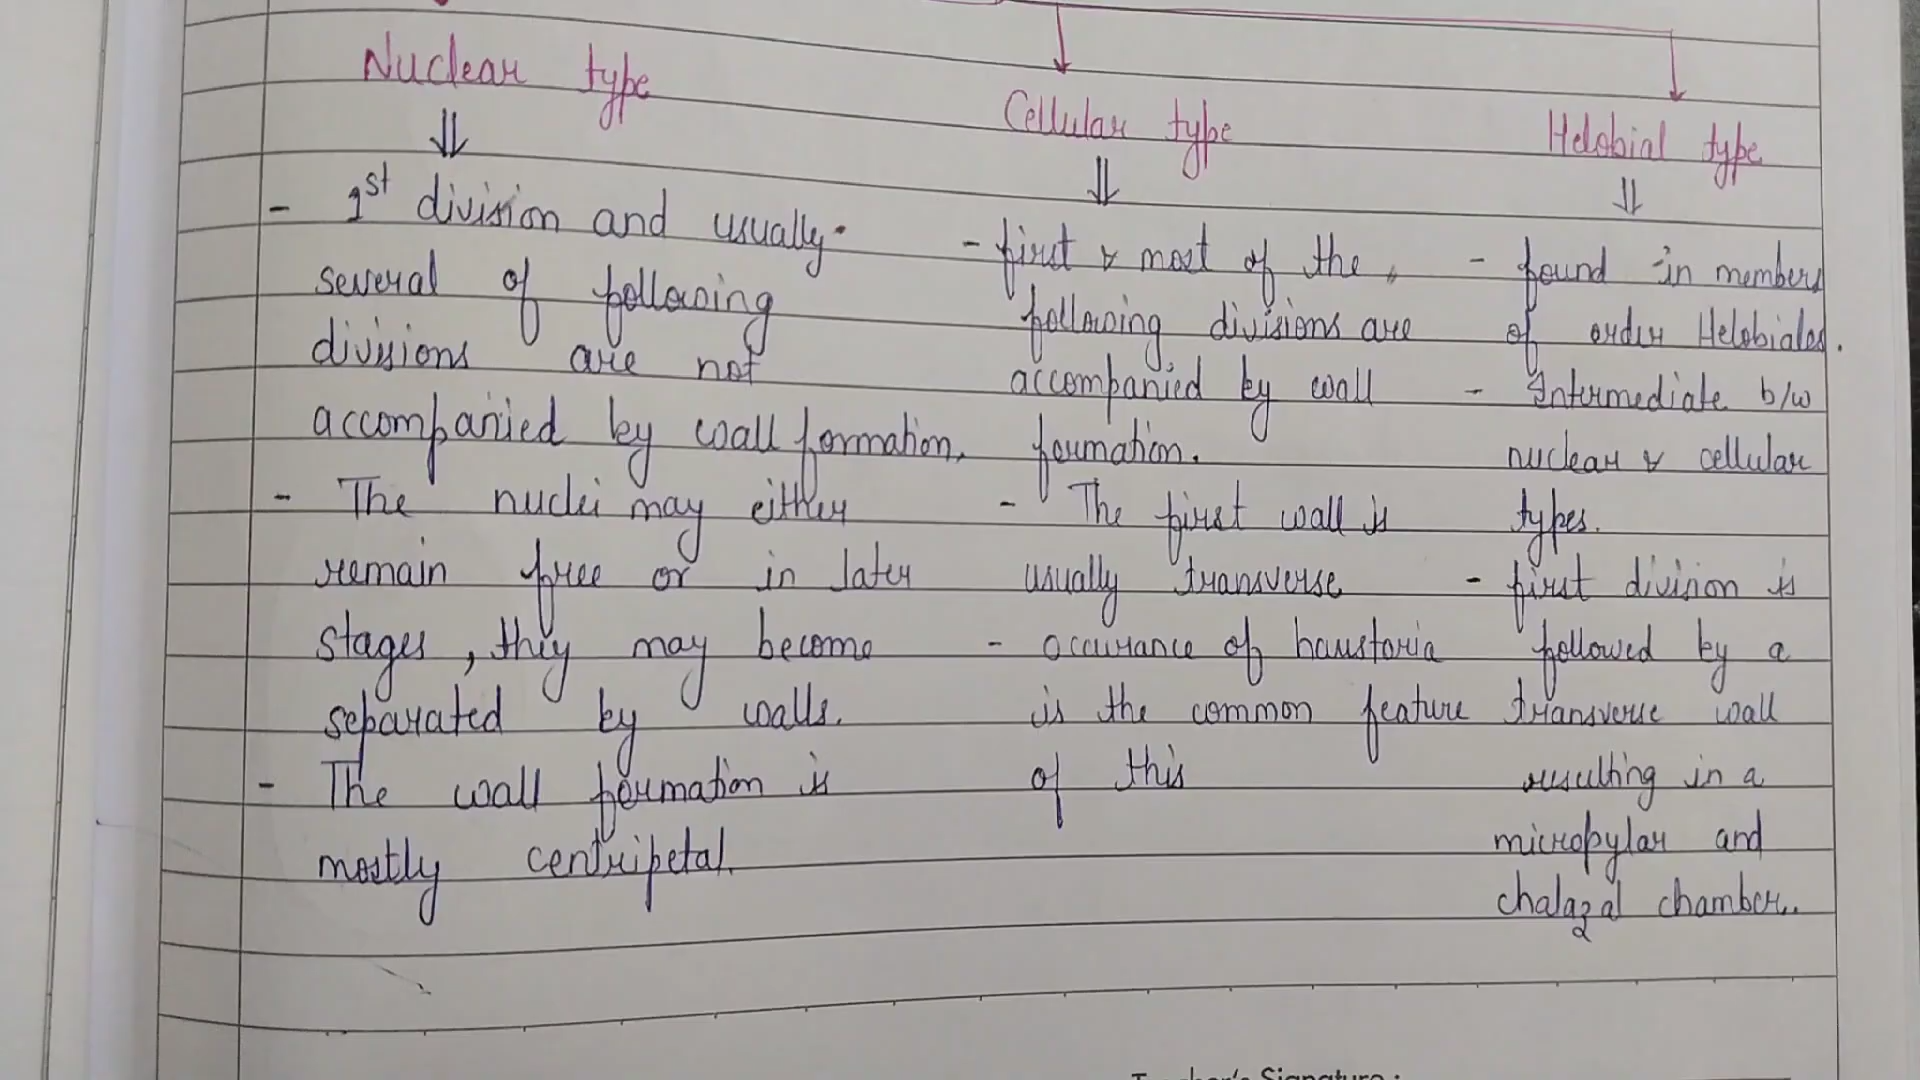 Nuclear type
- 1st division and usually
several of following
divisions are not
accompanied by wall formation.
- The nuclei may either
remain free or in later
stages, they may become
separated by walls.
- The wall formation is
mostly centripetal.
Cellular type
- first & most of the
following divisions are
accompanied by wall
formation.
- The first wall is
usually transverse
- occurance of haustoria
is the common feature
of this
Helobial type
- found in members
of order Helobiales.
- Intermediate b/w
nuclear & cellular
types.
- first division is
followed by a
transverse wall
resulting in a
micropylar and
chalazal chamber.
Teacher's Signature :